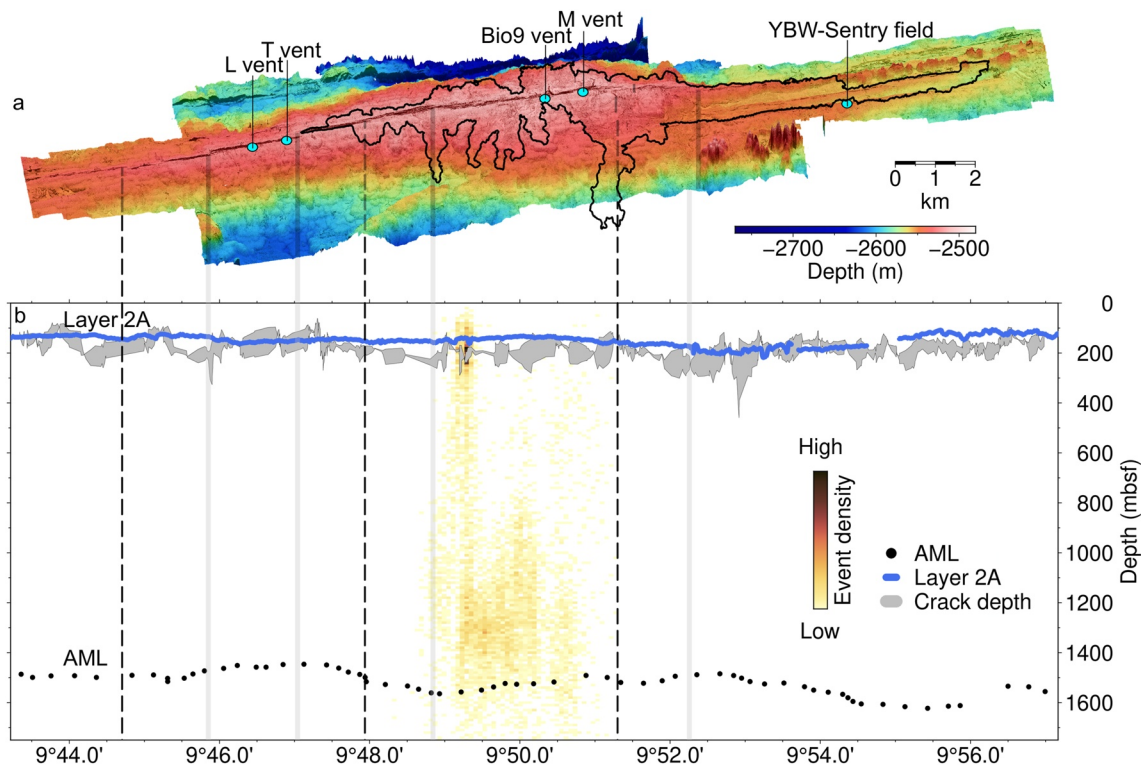 M vent
Bio9 vent
YBW-Sentry field
T vent
L vent
a
0 1 2
km
−2700 −2600 −2500
Depth (m)
b
Layer 2A
0
200
400
600
800
1000
1200
1400
1600
Depth (mbsf)
High
Event density
Low
AML
Layer 2A
Crack depth
AML
9°44.0' 9°46.0' 9°48.0' 9°50.0' 9°52.0' 9°54.0' 9°56.0'